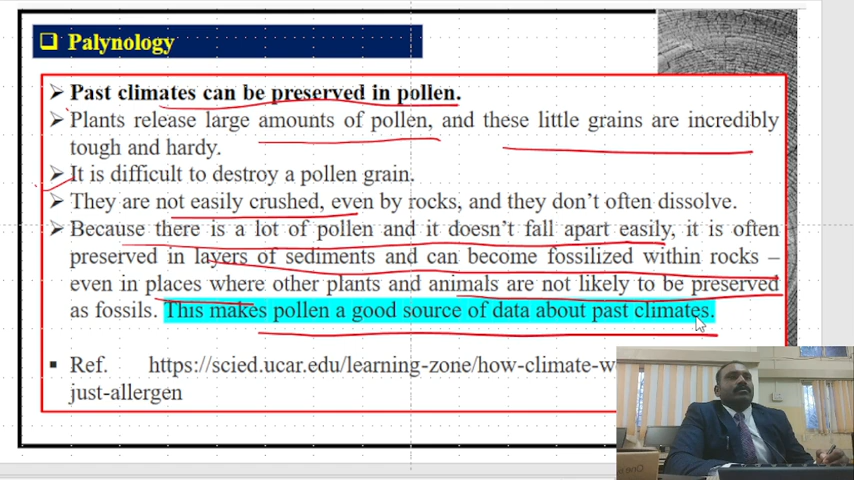 Palynology
Past climates can be preserved in pollen.
Plants release large amounts of pollen, and these little grains are incredibly
tough and hardy.
It is difficult to destroy a pollen grain.
They are not easily crushed, even by rocks, and they don't often dissolve.
Because there is a lot of pollen and it doesn't fall apart easily, it is often
preserved in layers of sediments and can become fossilized within rocks –
even in places where other plants and animals are not likely to be preserved
as fossils. This makes pollen a good source of data about past climates.
Ref. https://scied.ucar.edu/learning-zone/how-climate-w
just-allergen